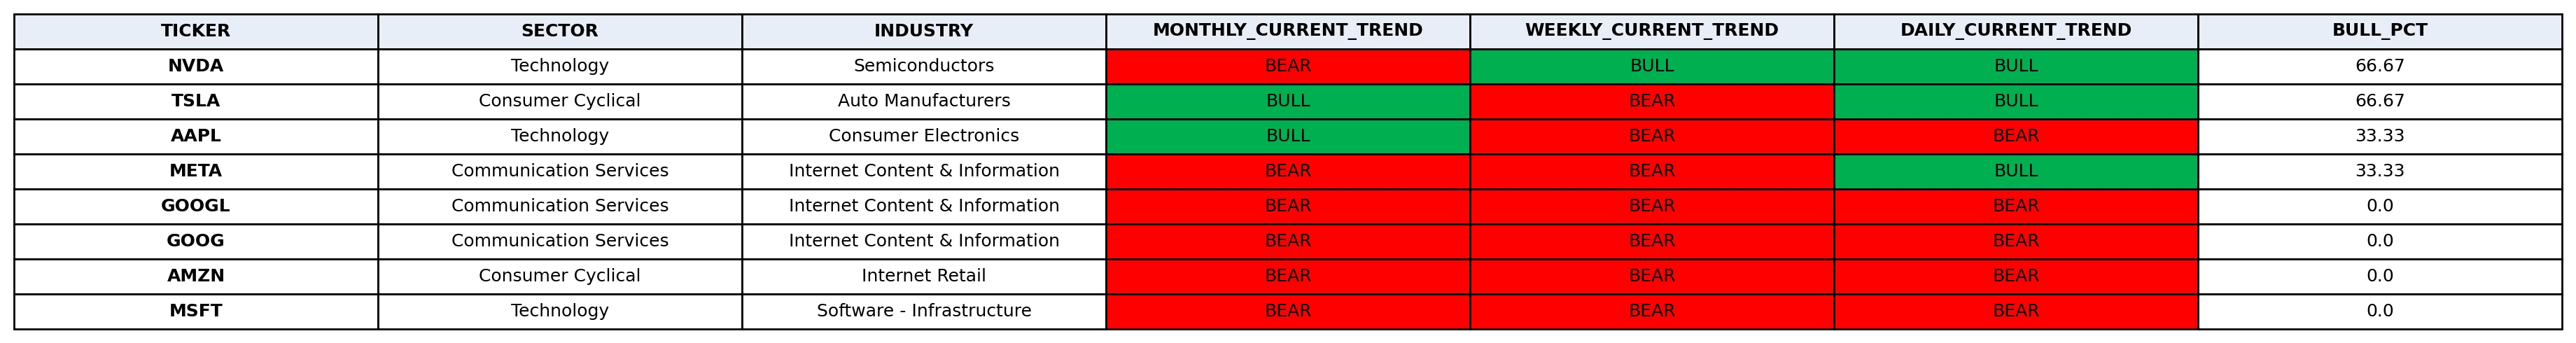 TICKER SECTOR INDUSTRY MONTHLY_CURRENT_TREND WEEKLY_CURRENT_TREND DAILY_CURRENT_TREND BULL_PCT
NVDA Technology Semiconductors BEAR BULL BULL 66.67
TSLA Consumer Cyclical Auto Manufacturers BULL BEAR BULL 66.67
AAPL Technology Consumer Electronics BULL BEAR BEAR 33.33
META Communication Services Internet Content & Information BEAR BEAR BULL 33.33
GOOGL Communication Services Internet Content & Information BEAR BEAR BEAR 0.0
GOOG Communication Services Internet Content & Information BEAR BEAR BEAR 0.0
AMZN Consumer Cyclical Internet Retail BEAR BEAR BEAR 0.0
MSFT Technology Software - Infrastructure BEAR BEAR BEAR 0.0